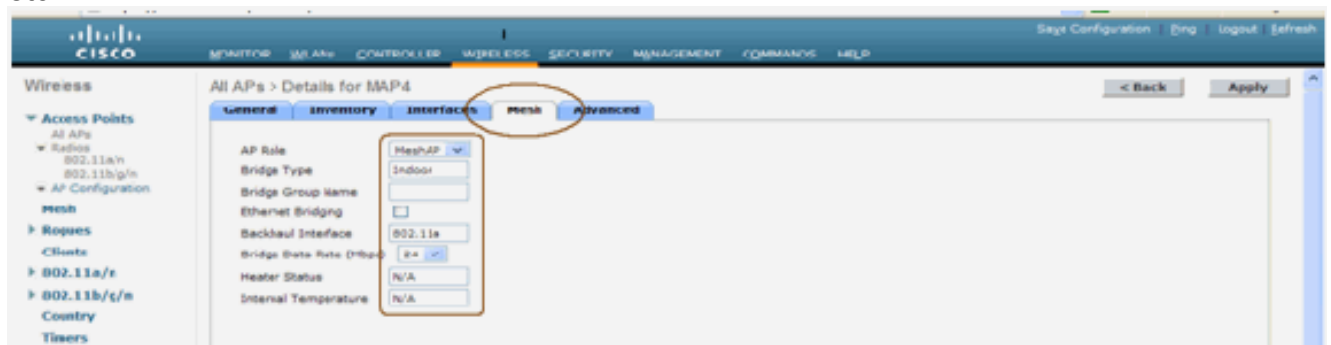 Save Configuration | Ping | Logout | Refresh
CISCO
MONITOR WLANs CONTROLLER WIRELESS SECURITY MANAGEMENT COMMANDS HELP
Wireless
All APs > Details for MAP4
< Back Apply
General Inventory Interfaces Mesh Advanced
Access Points
All APs
Radios
802.11a/n
802.11b/g/n
AP Configuration
Mesh
Rogues
Clients
802.11a/n
802.11b/g/n
Country
Timers
AP Role MeshAP
Bridge Type Indoor
Bridge Group Name
Ethernet Bridging
Backhaul Interface 802.11a
Bridge Data Rate (Mbps) 24
Heater Status N/A
Internal Temperature N/A